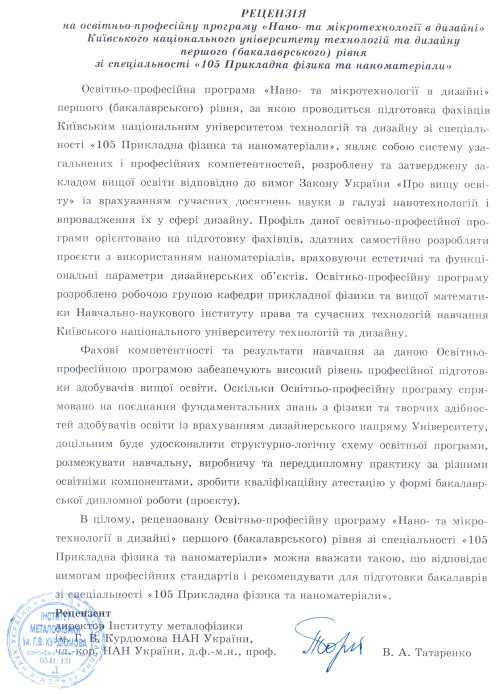 РЕЦЕНЗІЯ
на освітньо-професійну програму «Нано- та мікротехнології в дизайні»
Київського національного університету технологій та дизайну
першого (бакалаврського) рівня
зі спеціальності «105 Прикладна фізика та наноматеріали»
Освітньо-професійна програма «Нано- та мікротехнології в дизайні»
першого (бакалаврського) рівня, за якою проводиться підготовка фахівців
Київським національним університетом технологій та дизайну зі спеціаль-
ності «105 Прикладна фізика та наноматеріали», являє собою систему уза-
гальнених і професійних компетентностей, розроблену та затверджену за-
кладом вищої освіти відповідно до вимог Закону України «Про вищу осві-
ту» із врахуванням сучасних досягнень науки в галузі нанотехнологій і
впровадження їх у сфері дизайну. Профіль даної освітньо-професійної про-
грами орієнтовано на підготовку фахівців, здатних самостійно розробляти
проєкти з використанням наноматеріалів, враховуючи естетичні та функці-
ональні параметри дизайнерських об’єктів. Освітньо-професійну програму
розроблено робочою групою кафедри прикладної фізики та вищої математи-
ки Навчально-наукового інституту права та сучасних технологій навчання
Київського національного університету технологій та дизайну.
Фахові компетентності та результати навчання за даною Освітньо-
професійною програмою забезпечують високий рівень професійної підготов-
ки здобувачів вищої освіти. Оскільки Освітньо-професійну програму спря-
мовано на поєднання фундаментальних знань з фізики та творчих здібнос-
тей здобувачів освіти із врахуванням дизайнерського напряму Університету,
доцільним буде удосконалити структурно-логічну схему освітньої програми,
розмежувати навчальну, виробничу та переддипломну практику за різними
освітніми компонентами, зробити кваліфікаційну атестацію у формі бакалавр-
ської дипломної роботи (проєкту).
В цілому, рецензовану Освітньо-професійну програму «Нано- та мікро-
технології в дизайні» першого (бакалаврського) рівня зі спеціальності «105
Прикладна фізика та наноматеріали» можна вважати такою, що відповідає
вимогам професійних стандартів і рекомендувати для підготовки бакалаврів
зі спеціальності «105 Прикладна фізика та наноматеріали».
Рецензент
директор Інституту металофізики
ім. Г. В. Курдюмова НАН України,
чл.-кор. НАН України, д.ф.-м.н., проф.
В. А. Татаренко
ІНСТИТУТ
МЕТАЛОФІЗИКИ
ім. Г.В. КУРДЮМОВА